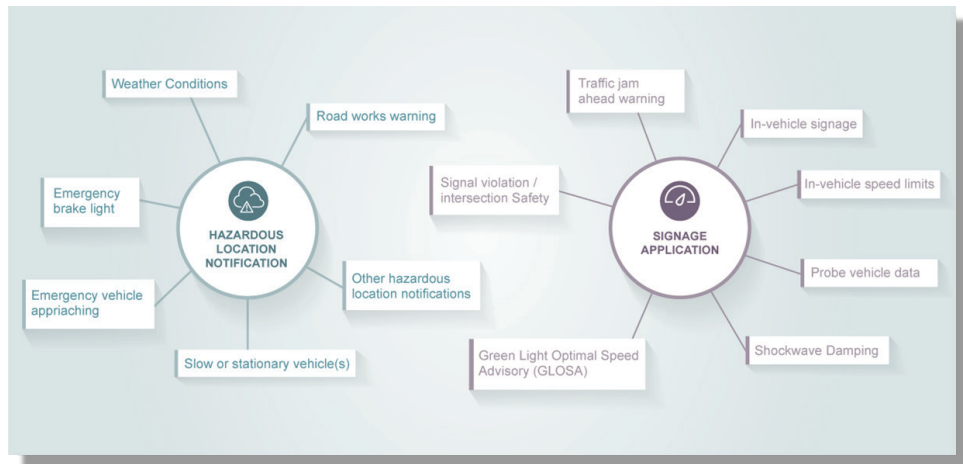 Weather Conditions
Road works warning
Emergency
brake light
HAZARDOUS
LOCATION
NOTIFICATION
Other hazardous
location notifications
Emergency vehicle
appriaching
Slow or stationary vehicle(s)
Traffic jam
ahead warning
In-vehicle signage
Signal violation /
intersection Safety
In-vehicle speed limits
SIGNAGE
APPLICATION
Probe vehicle data
Green Light Optimal Speed
Advisory (GLOSA)
Shockwave Damping